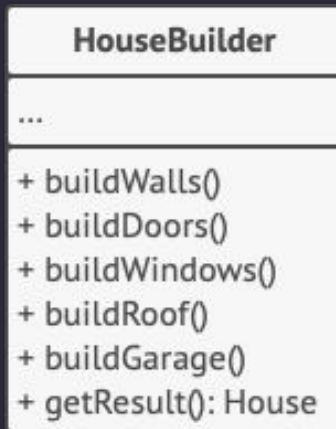 HouseBuilder
...
+ buildWalls()
+ buildDoors()
+ buildWindows()
+ buildRoof()
+ buildGarage()
+ getResult(): House